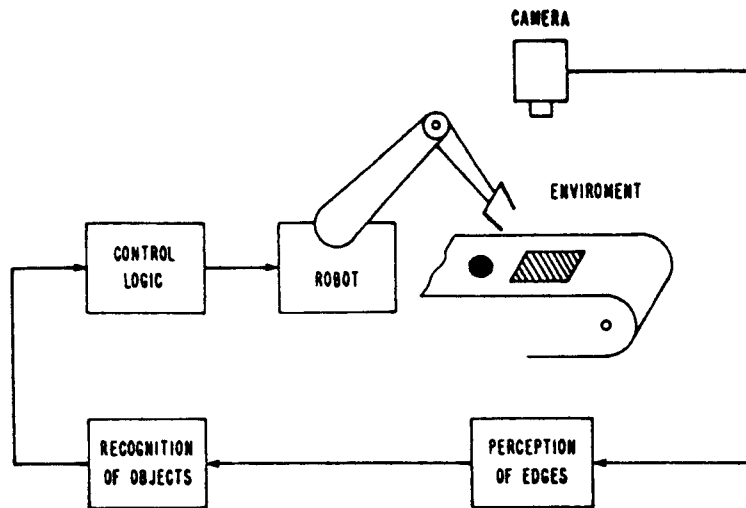 CAMERA
ENVIROMENT
CONTROL
LOGIC
ROBOT
RECOGNITION
OF OBJECTS
PERCEPTION
OF EDGES